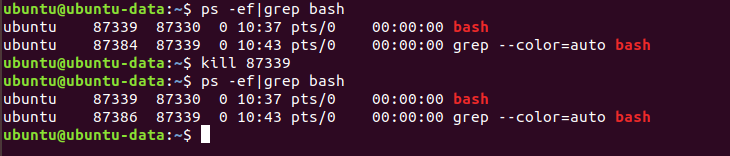 ubuntu@ubuntu-data:~$ ps -ef|grep bash
ubuntu     87339   87330  0 10:37 pts/0    00:00:00 bash
ubuntu     87384   87339  0 10:43 pts/0    00:00:00 grep --color=auto bash
ubuntu@ubuntu-data:~$ kill 87339
ubuntu@ubuntu-data:~$ ps -ef|grep bash
ubuntu     87339   87330  0 10:37 pts/0    00:00:00 bash
ubuntu     87386   87339  0 10:43 pts/0    00:00:00 grep --color=auto bash
ubuntu@ubuntu-data:~$